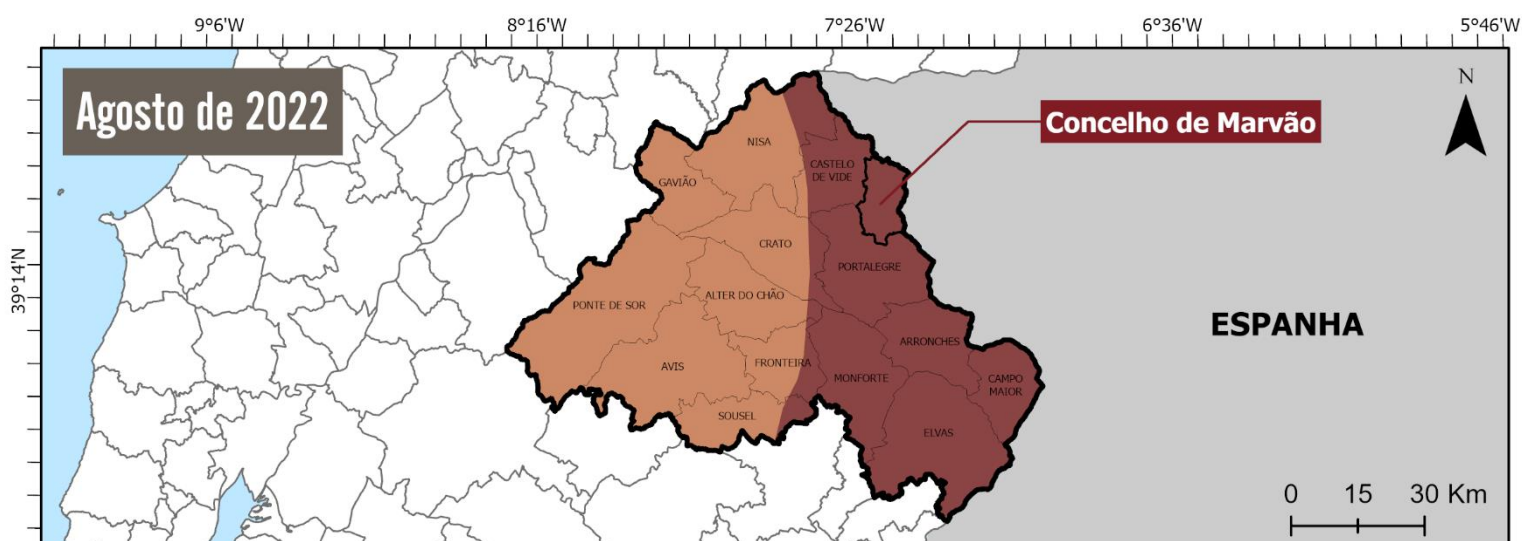 9°6'W 8°16'W 7°26'W 6°36'W 5°46'W
Agosto de 2022
N
Concelho de Marvão
NISA
CASTELO
DE VIDE
GAVIÃO
CRATO
39°14'N
PORTALEGRE
ALTER DO CHÃO
PONTE DE SOR
ESPANHA
ARRONCHES
FRONTEIRA
AVIS
MONFORTE
CAMPO
MAIOR
SOUSEL
ELVAS
0 15 30 Km